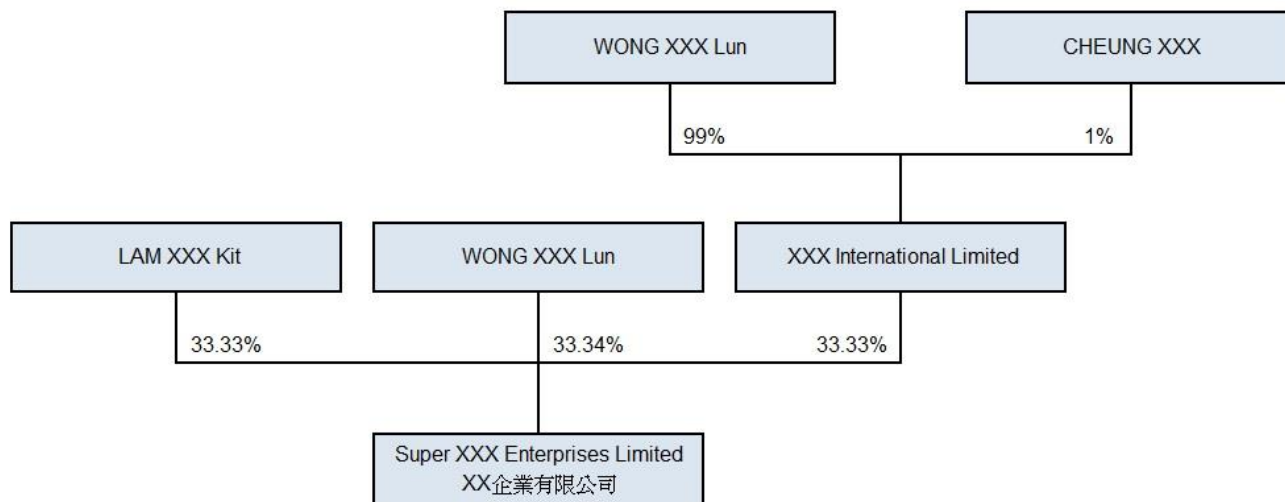 WONG XXX Lun
CHEUNG XXX
99%
1%
LAM XXX Kit
WONG XXX Lun
XXX International Limited
33.33%
33.34%
33.33%
Super XXX Enterprises Limited
XX企業有限公司